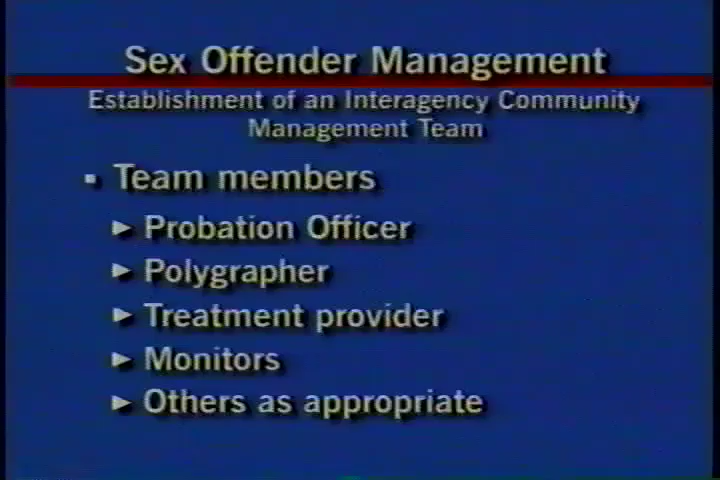 Sex Offender Management
Establishment of an Interagency Community
Management Team
▪ Team members
► Probation Officer
► Polygrapher
► Treatment provider
► Monitors
► Others as appropriate